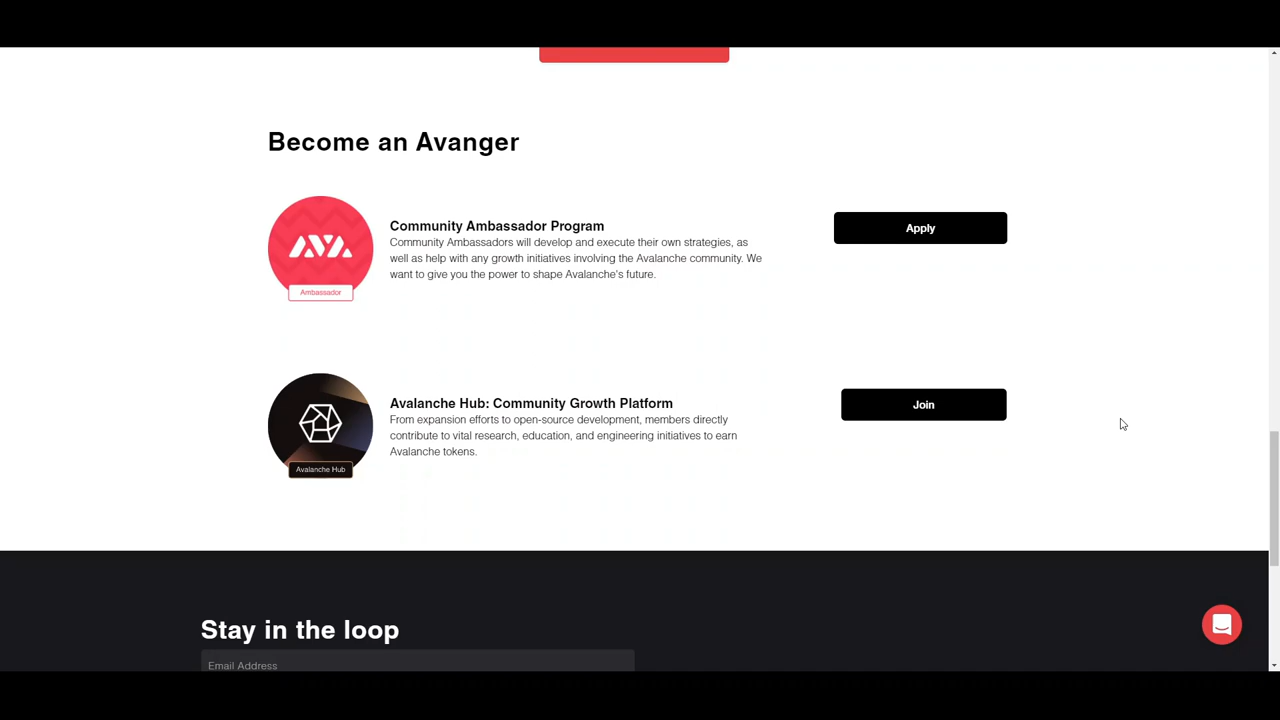 Become an Avanger
AVA
Ambassador
Community Ambassador Program
Community Ambassadors will develop and execute their own strategies, as
well as help with any growth initiatives involving the Avalanche community. We
want to give you the power to shape Avalanche's future.
Apply
Avalanche Hub
Avalanche Hub: Community Growth Platform
From expansion efforts to open-source development, members directly
contribute to vital research, education, and engineering initiatives to earn
Avalanche tokens.
Join
Stay in the loop
Email Address